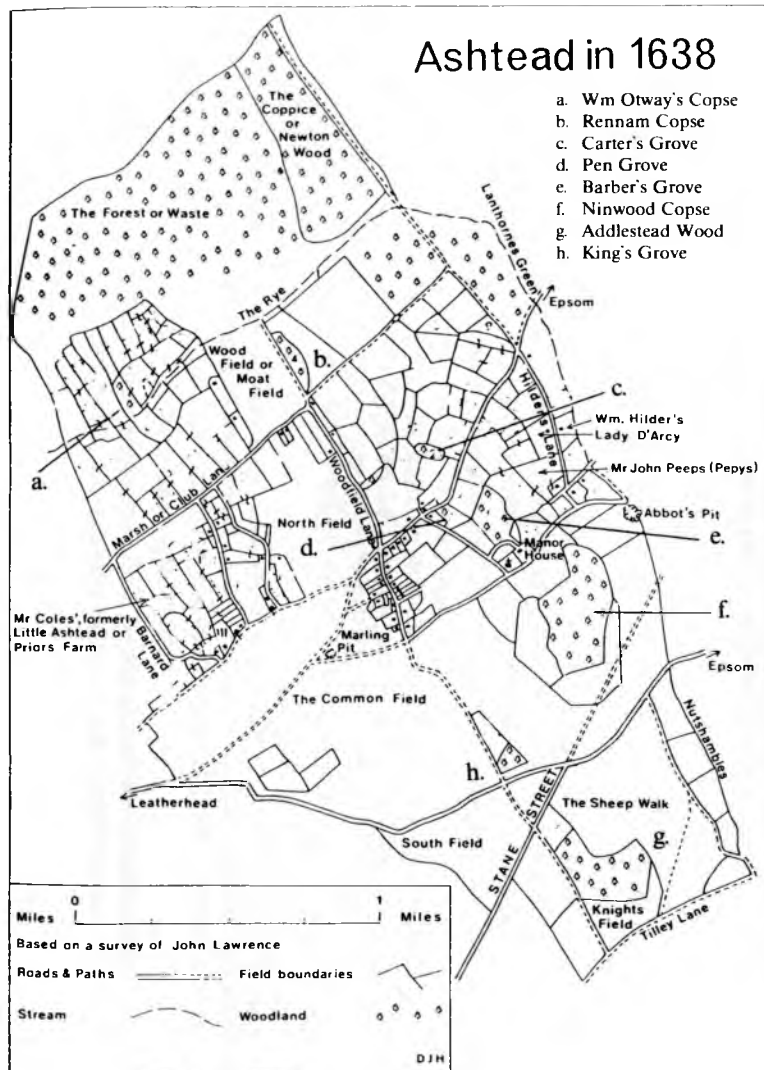 Ashtead in 1638
a. Wm Otway's Copse
b. Rennam Copse
c. Carter's Grove
d. Pen Grove
e. Barber's Grove
f. Ninwood Copse
g. Addlestead Wood
h. King's Grove
The
Coppice
or
Newton
Wood
The Forest or Waste
Lanthornes Green
Epsom
The Rye
Wood
Field or
Moat
Field
b.
c.
Hilders Lane
Wm. Hilder's
Lady D'Arcy
Mr John Peeps (Pepys)
a.
Marsh or Club Lane
Woodfield Lane
North Field
d.
Abbot's Pit
e.
Manor
House
f.
Mr Coles', formerly
Little Ashtead or
Priors Farm
Barnard
Lane
Marling
Pit
Epsom
The Common Field
Nutshambles
h.
Leatherhead
STANE STREET
The Sheep Walk
South Field
g.
Knights
Field
Tilley Lane
0 1
Miles Miles
Based on a survey of John Lawrence
Roads & Paths Field boundaries
Stream Woodland
DJH